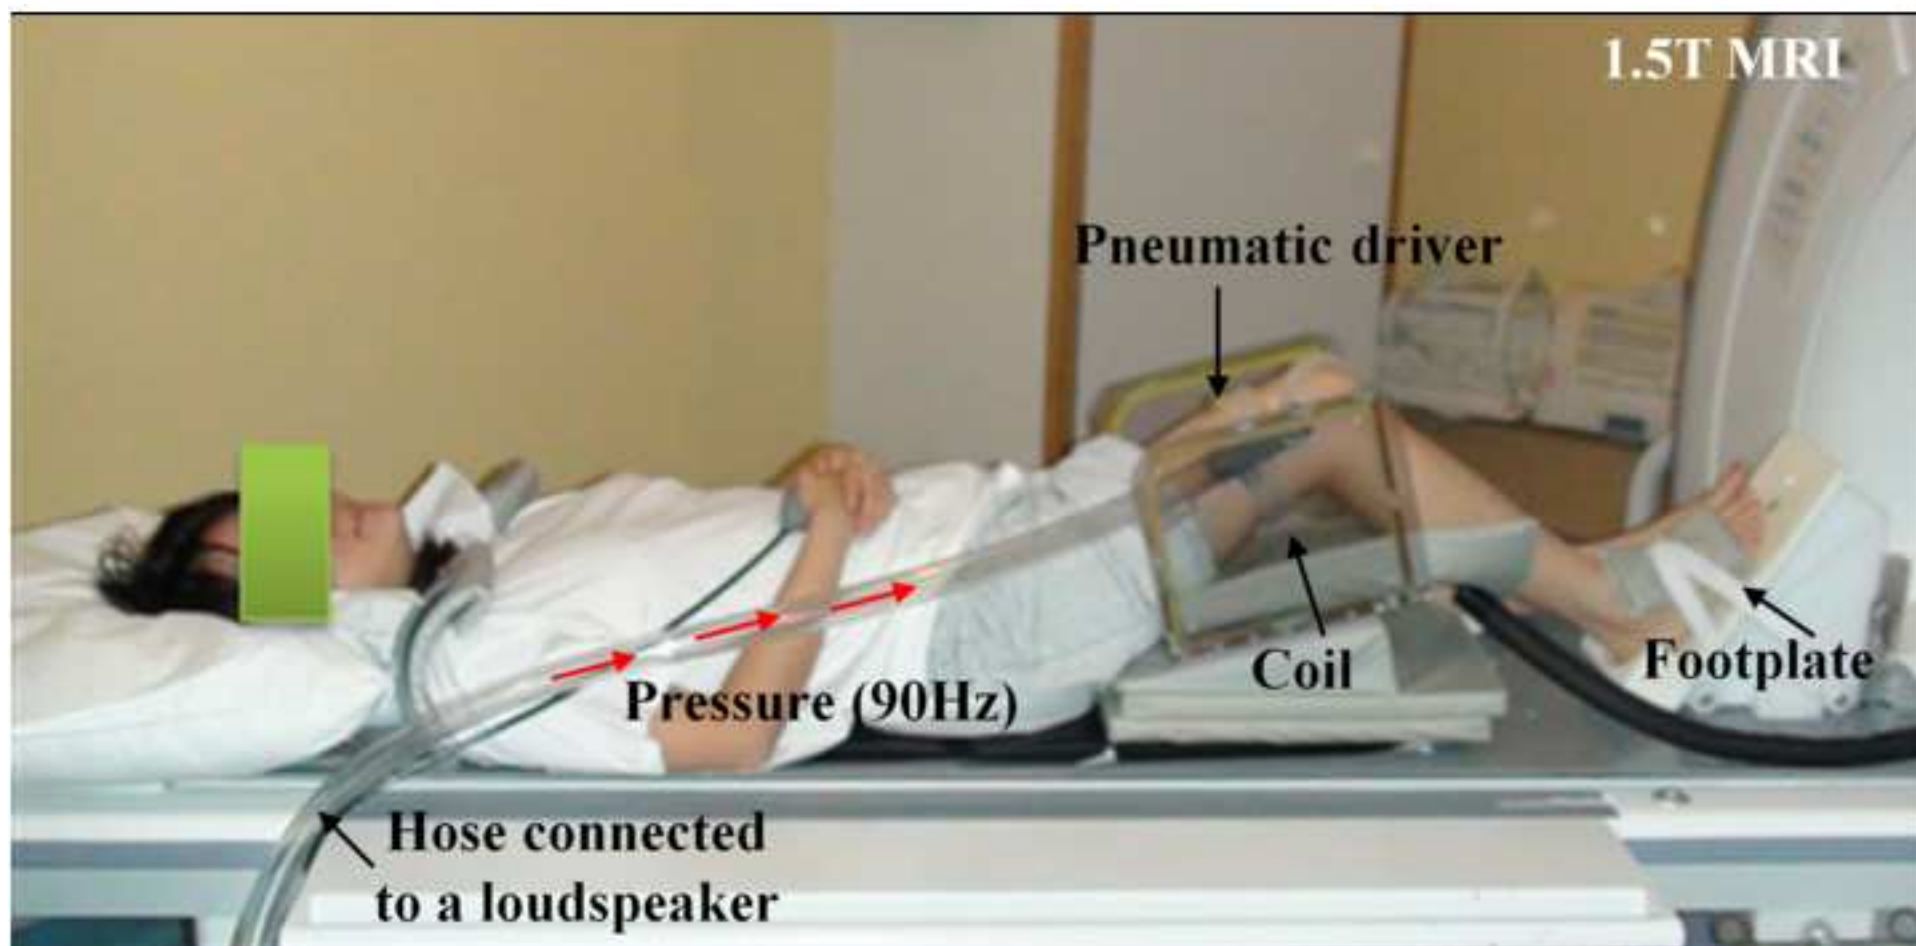 1.5T MRI
Pneumatic driver
Coil
Footplate
Pressure (90Hz)
Hose connected
to a loudspeaker